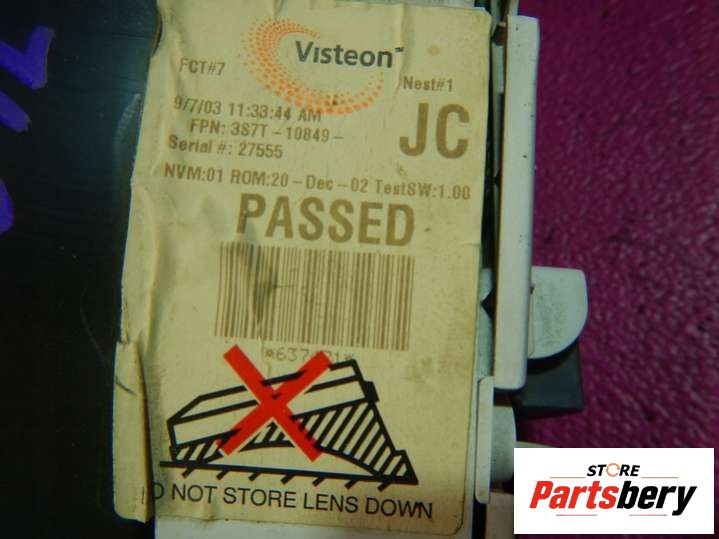 Visteon™
FCT#7
Nest#1
9/7/03 11:33:44 AM
FPN: 3S7T-10849-
JC
Serial #: 27555
NVM:01 ROM:20-Dec-02 TestSW:1.00
PASSED
O NOT STORE LENS DOWN
STORE
Partsbery